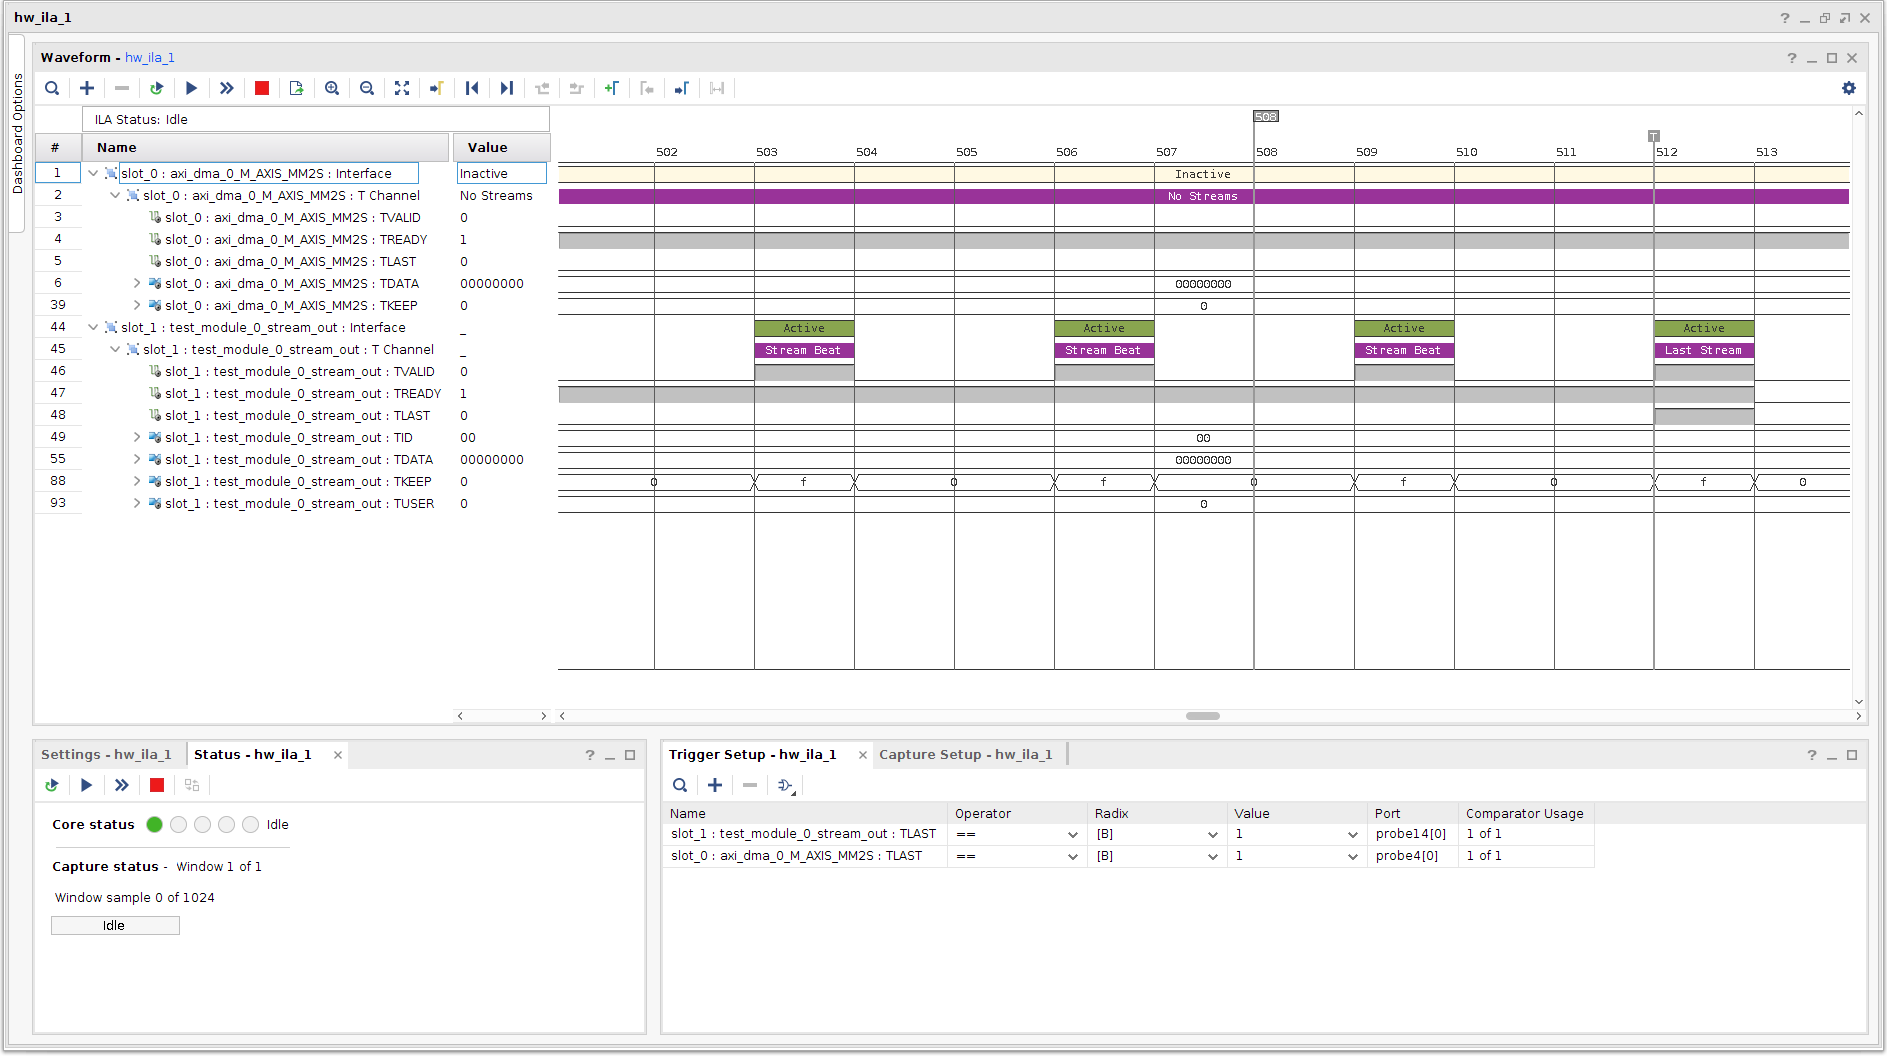 hw_ila_1
Dashboard Options
Waveform - hw_ila_1
ILA Status: Idle
# Name Value
508
T
502 503 504 505 506 507 508 509 510 511 512 513
1 slot_0 : axi_dma_0_M_AXIS_MM2S : Interface Inactive Inactive
2 slot_0 : axi_dma_0_M_AXIS_MM2S : T Channel No Streams No Streams
3 slot_0 : axi_dma_0_M_AXIS_MM2S : TVALID 0
4 slot_0 : axi_dma_0_M_AXIS_MM2S : TREADY 1
5 slot_0 : axi_dma_0_M_AXIS_MM2S : TLAST 0
6 slot_0 : axi_dma_0_M_AXIS_MM2S : TDATA 00000000 00000000
39 slot_0 : axi_dma_0_M_AXIS_MM2S : TKEEP 0 0
44 slot_1 : test_module_0_stream_out : Interface _ Active Active Active Active
45 slot_1 : test_module_0_stream_out : T Channel _ Stream Beat Stream Beat Stream Beat Last Stream
46 slot_1 : test_module_0_stream_out : TVALID 0
47 slot_1 : test_module_0_stream_out : TREADY 1
48 slot_1 : test_module_0_stream_out : TLAST 0
49 slot_1 : test_module_0_stream_out : TID 00 00
55 slot_1 : test_module_0_stream_out : TDATA 00000000 00000000
88 slot_1 : test_module_0_stream_out : TKEEP 0 0 f 0 f 0 f 0 f 0
93 slot_1 : test_module_0_stream_out : TUSER 0 0
Settings - hw_ila_1 Status - hw_ila_1
Core status Idle
Capture status - Window 1 of 1
Window sample 0 of 1024
Idle
Trigger Setup - hw_ila_1 Capture Setup - hw_ila_1
Name Operator Radix Value Port Comparator Usage
slot_1 : test_module_0_stream_out : TLAST == [B] 1 probe14[0] 1 of 1
slot_0 : axi_dma_0_M_AXIS_MM2S : TLAST == [B] 1 probe4[0] 1 of 1